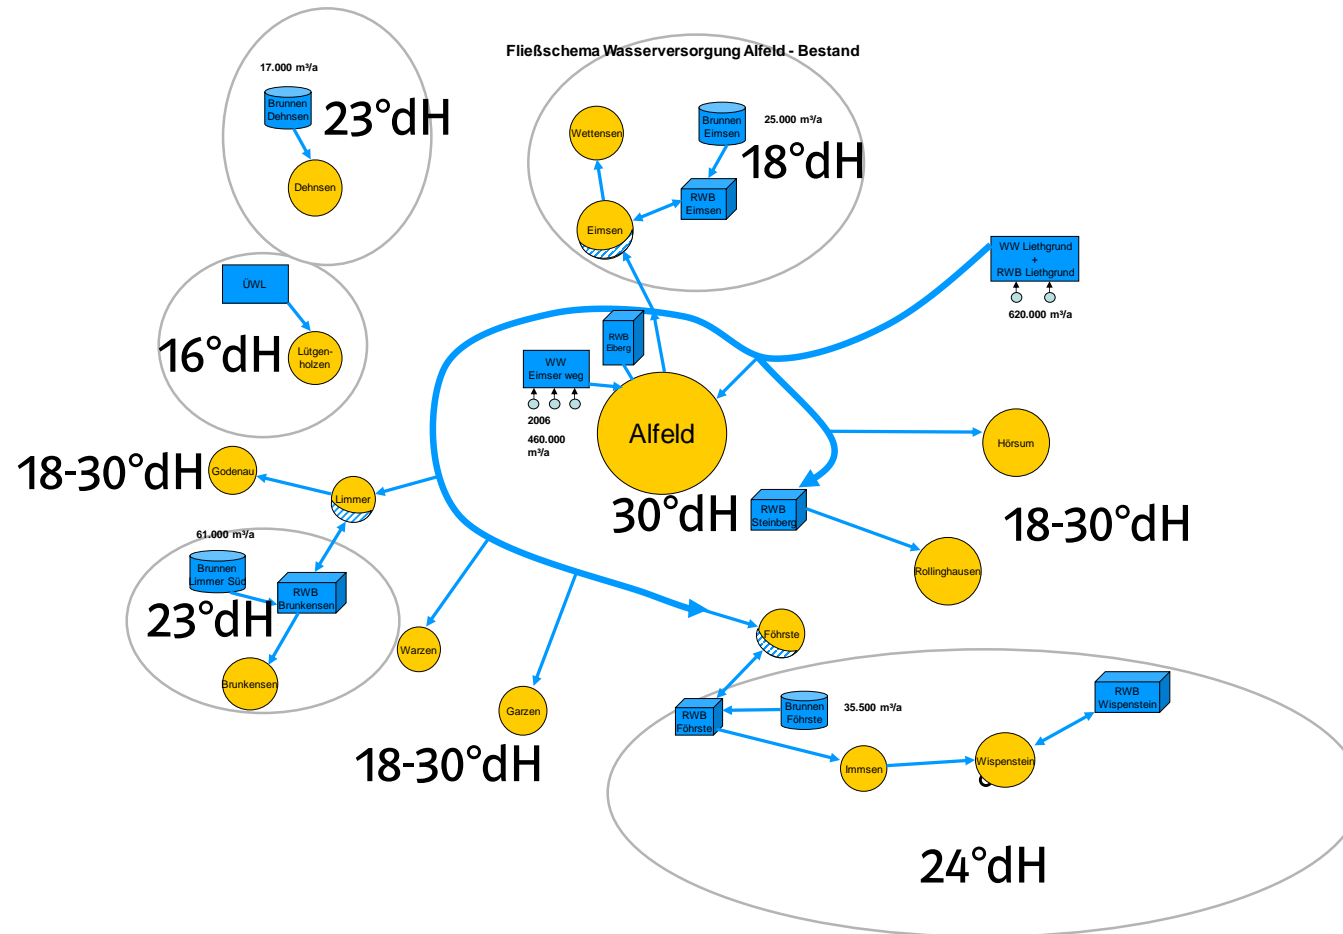 Fließschema Wasserversorgung Alfeld - Bestand
17.000 m³/a
Brunnen
Dehnsen
23°dH
Dehnsen
Wettensen
Brunnen
Eimsen
25.000 m³/a
18°dH
RWB
Eimsen
Eimsen
WW Liethgrund
+
RWB Liethgrund
620.000 m³/a
ÜWL
16°dH
Lütgen-
holzen
RWB
Eiberg
WW
Eimser weg
2006
460.000
m³/a
Alfeld
30°dH
Hörsum
18-30°dH
RWB
Steinberg
Rollinghausen
18-30°dH
Godenau
Limmer
61.000 m³/a
Brunnen
Limmer Süd
23°dH
RWB
Brunkensen
Brunkensen
Warzen
Garzen
18-30°dH
Föhrste
RWB
Föhrste
Brunnen
Föhrste
35.500 m³/a
Immsen
Wispenstein
RWB
Wispenstein
24°dH